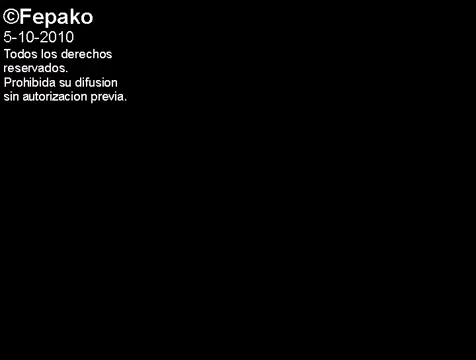 ©Fepako
5-10-2010
Todos los derechos
reservados.
Prohibida su difusion
sin autorizacion previa.